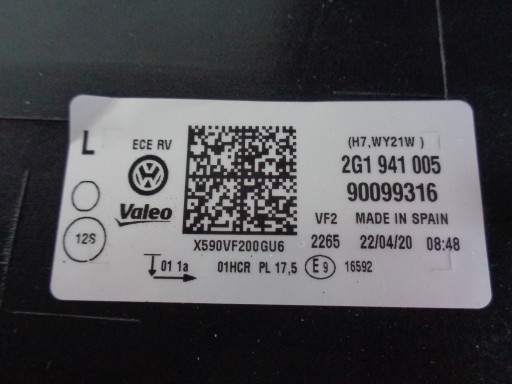 L
ECE RV
(H7,WY21W )
2G1 941 005
90099316
VW
Valeo
VF2 MADE IN SPAIN
12S
X590VF200GU6
2265 22/04/20 08:48
01 1a
01HCR PL 17,5 E9 16592